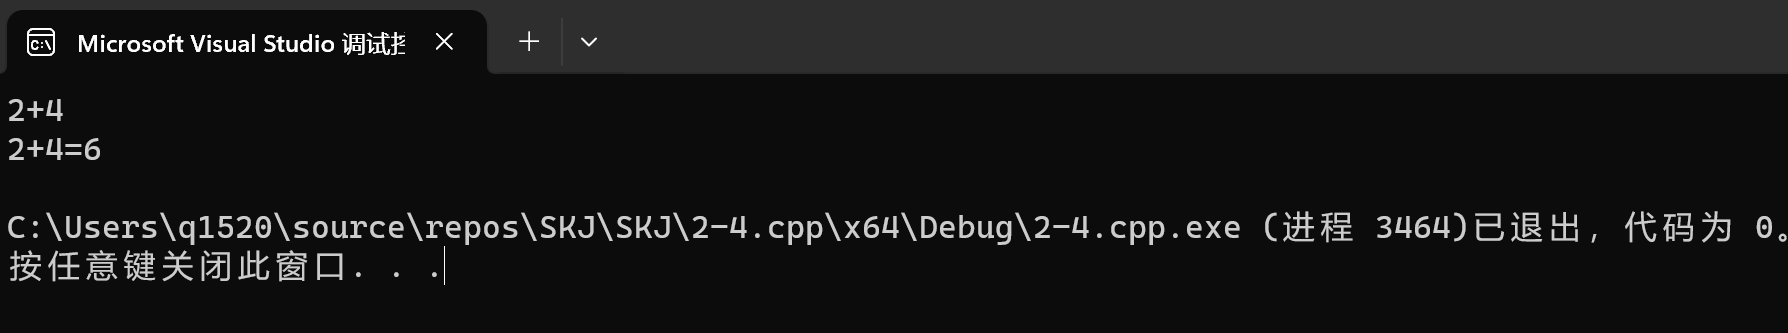 Microsoft Visual Studio 调试控
2+4
2+4=6
C:\Users\q1520\source\repos\SKJ\SKJ\2-4.cpp\x64\Debug\2-4.cpp.exe (进程 3464)已退出，代码为 0。
按任意键关闭此窗口. . .